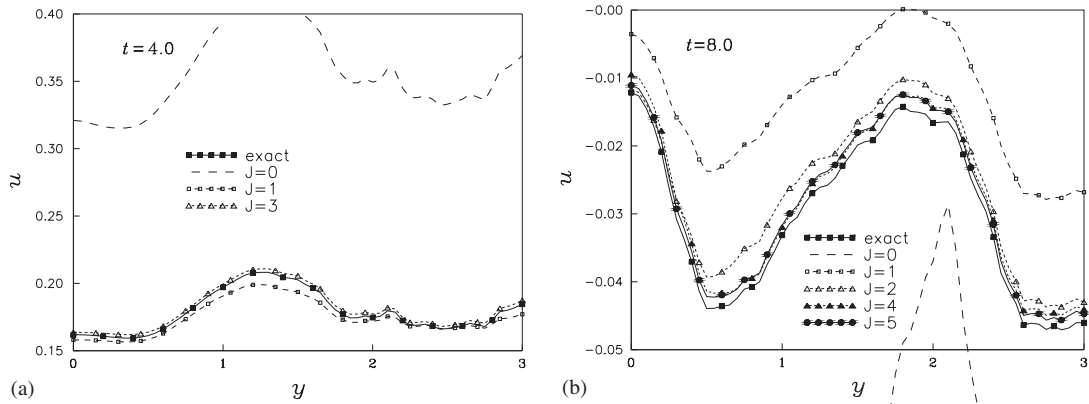 0.40
t=4.0
0.35
0.30
u
exact
J=0
J=1
J=3
0.25
0.20
0.15
0
1
2
3
(a)
y
-0.00
t=8.0
-0.01
-0.02
u
-0.03
exact
J=0
J=1
J=2
J=4
J=5
-0.04
-0.05
0
1
2
3
(b)
y